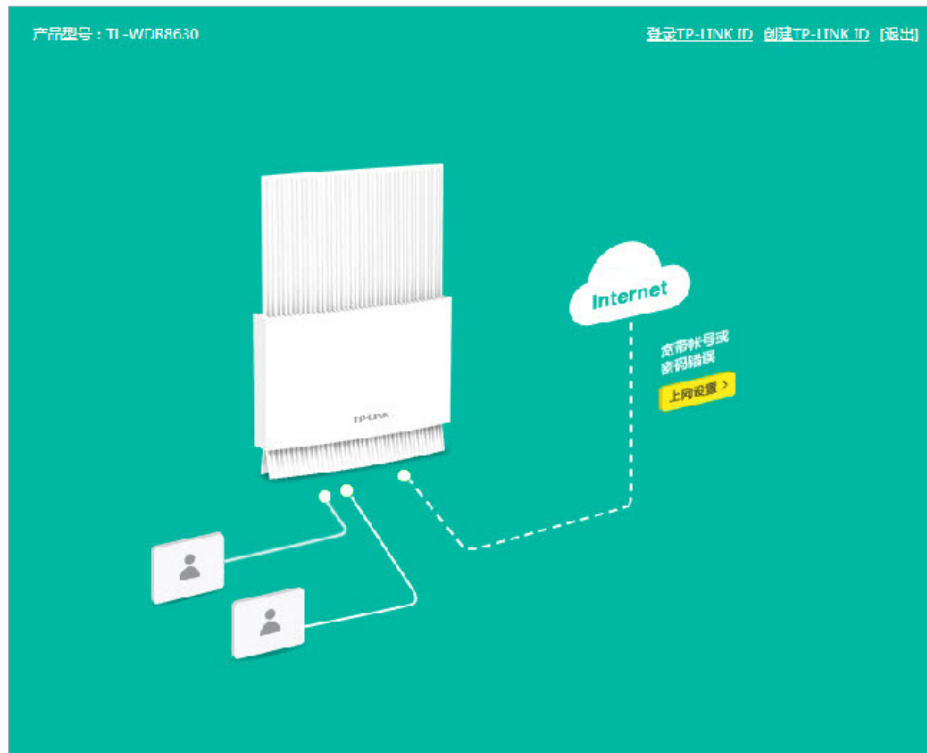 产品型号：TL-WDR8630
登录TP-LINK ID 创建TP-LINK ID [退出]
Internet
宽带帐号或
密码错误
上网设置 >
TP-LINK